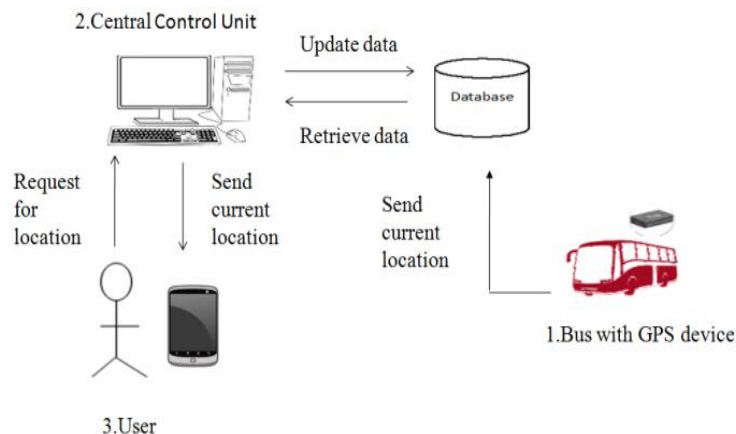 2.Central Control Unit
Update data
Database
Retrieve data
Request
for
location
Send
current
location
Send
current
location
1.Bus with GPS device
3.User